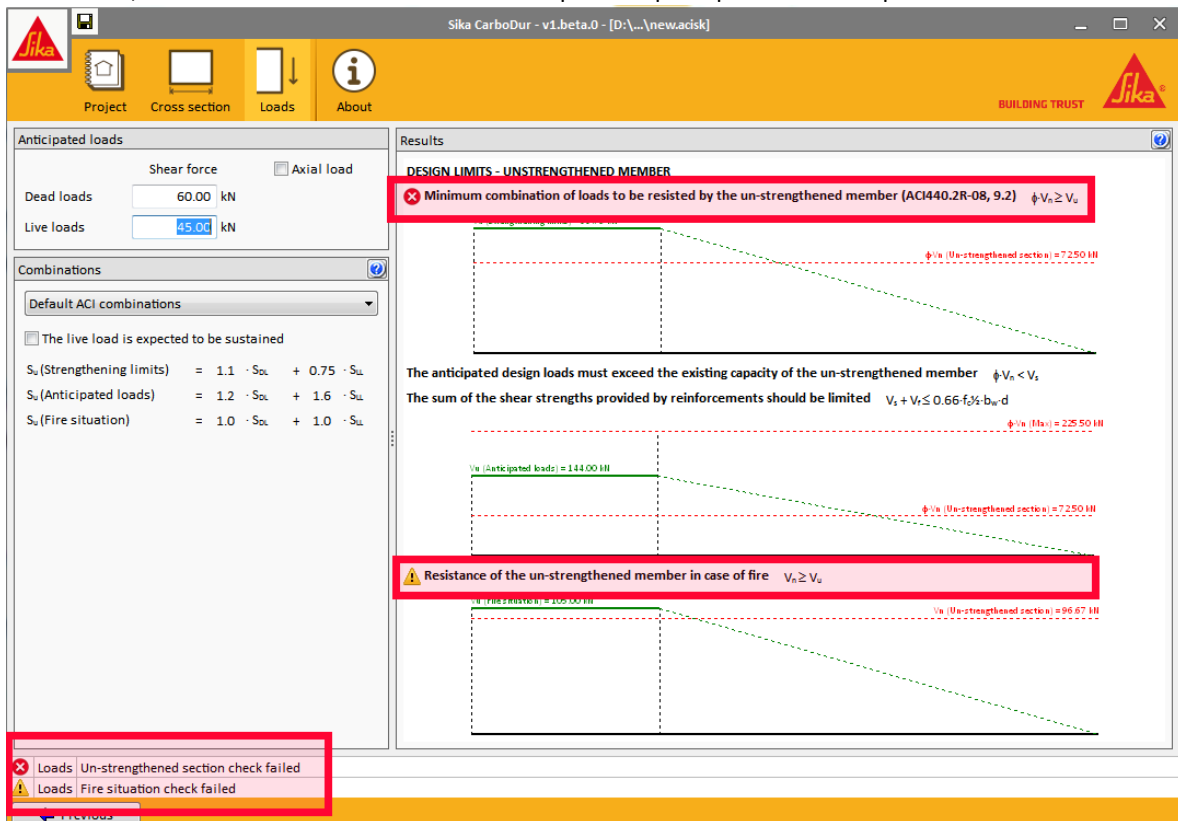 Sika CarboDur - v1.beta.0 - [D:\...\new.acisk]
Sika
Project Cross section Loads About
BUILDING TRUST Sika®
Anticipated loads
Shear force Axial load
Dead loads 60.00 kN
Live loads 45.00 kN
Combinations
Default ACI combinations
The live load is expected to be sustained
Su (Strengthening limits) = 1.1 · SDL + 0.75 · SLL
Su (Anticipated loads) = 1.2 · SDL + 1.6 · SLL
Su (Fire situation) = 1.0 · SDL + 1.0 · SLL
Results
DESIGN LIMITS - UNSTRENGTHENED MEMBER
Minimum combination of loads to be resisted by the un-strengthened member (ACI440.2R-08, 9.2) ϕ·Vn ≥ Vu
ϕ·Vn (Un-strengthened section) = 72.50 kN
The anticipated design loads must exceed the existing capacity of the un-strengthened member ϕ·Vn < Vs
The sum of the shear strengths provided by reinforcements should be limited Vs + Vf ≤ 0.66·fc½·bw·d
ϕ·Vn (Max) = 225.50 kN
Vu (Anticipated loads) = 144.00 kN
ϕ·Vn (Un-strengthened section) = 72.50 kN
Resistance of the un-strengthened member in case of fire Vn ≥ Vu
Vu (Fire situation) = 105.00 kN
Vn (Un-strengthened section) = 96.67 kN
Loads Un-strengthened section check failed
Loads Fire situation check failed
Previous